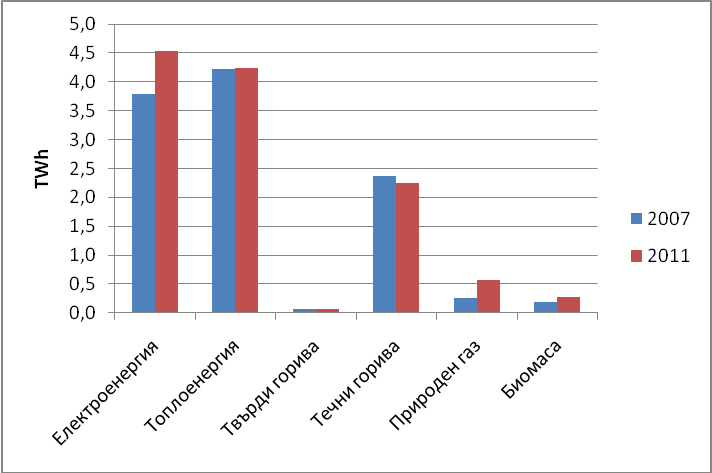 5,0
4,5
4,0
3,5
3,0
2,5
2,0
1,5
1,0
0,5
0,0
TWh
Електроенергия
Топлоенергия
Твърди горива
Течни горива
Природен газ
Биомаса
2007
2011